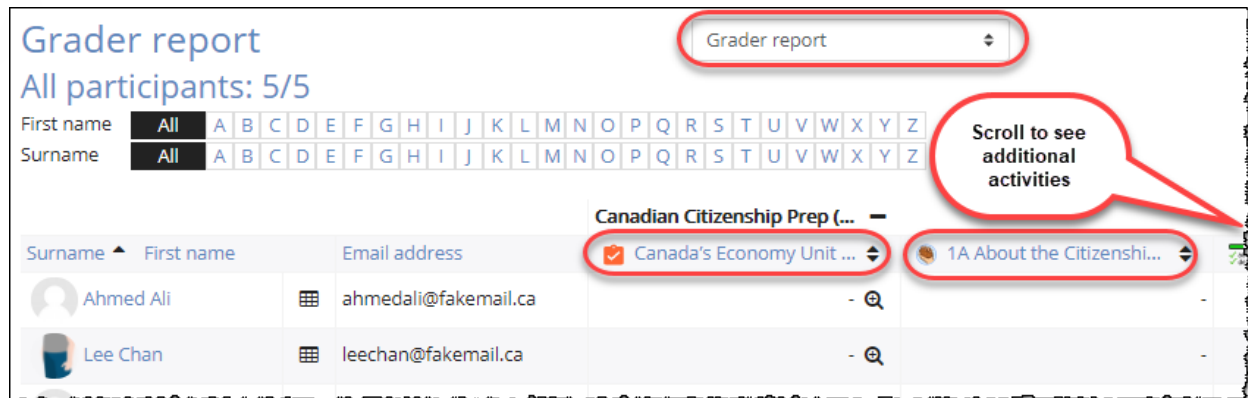 Grader report
Grader report
All participants: 5/5
First name All A B C D E F G H I J K L M N O P Q R S T U V W X Y Z
Surname All A B C D E F G H I J K L M N O P Q R S T U V W X Y Z
Scroll to see
additional
activities
Canadian Citizenship Prep (...
Surname First name Email address Canada's Economy Unit ... 1A About the Citizenshi...
Ahmed Ali ahmedali@fakemail.ca - -
Lee Chan leechan@fakemail.ca - -